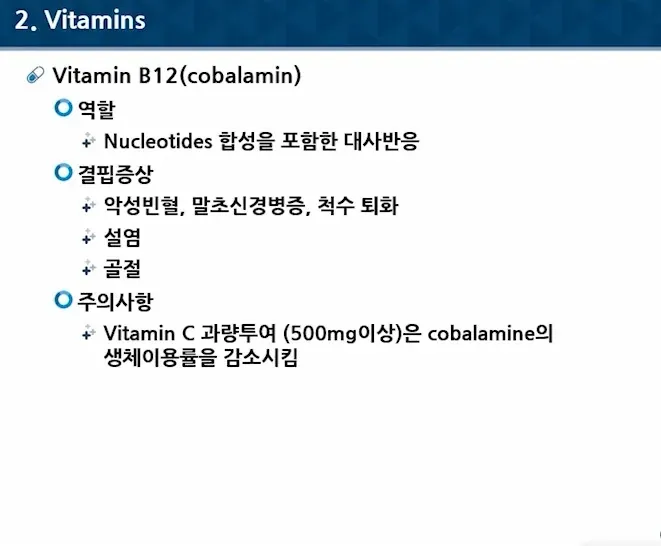 2. Vitamins
Vitamin B12(cobalamin)
역할
Nucleotides 합성을 포함한 대사반응
결핍증상
악성빈혈, 말초신경병증, 척수 퇴화
설염
골절
주의사항
Vitamin C 과량투여 (500mg이상)은 cobalamine의
생체이용률을 감소시킴